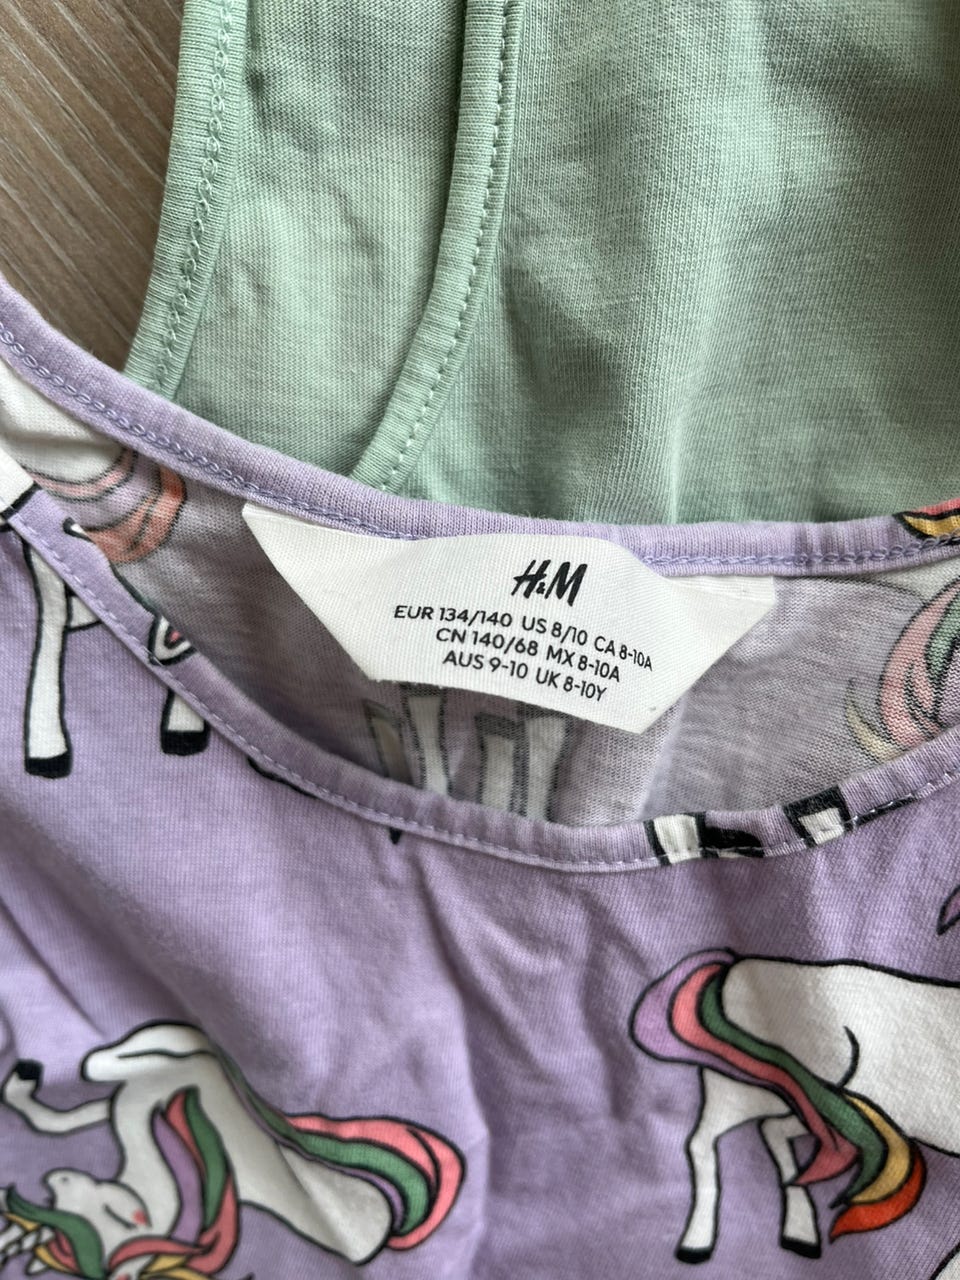 H&M
EUR 134/140 US 8/10 CA 8-10A
CN 140/68 MX 8-10A
AUS 9-10 UK 8-10Y